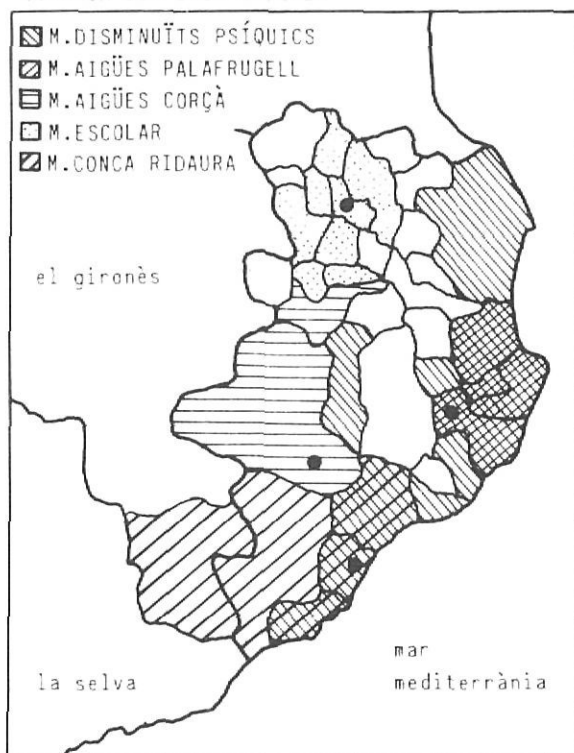 M.DISMINUÏTS PSÍQUICS
M.AIGÜES PALAFRUGELL
M.AIGÜES CORÇÀ
M.ESCOLAR
M.CONCA RIDAURA
el gironès
la selva
mar
mediterrània